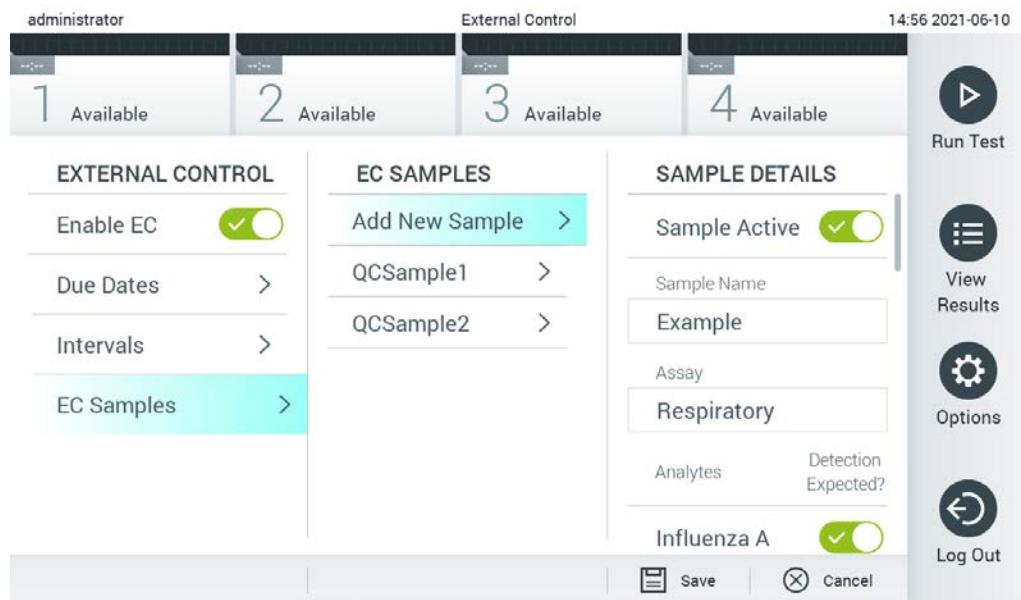 administrator
External Control
14:56 2021-06-10
--:--
--:--
--:--
--:--
1 Available
2 Available
3 Available
4 Available
EXTERNAL CONTROL
Enable EC
Due Dates
Intervals
EC Samples
EC SAMPLES
Add New Sample
QCSample1
QCSample2
SAMPLE DETAILS
Sample Active
Sample Name
Example
Assay
Respiratory
Analytes
Detection
Expected?
Influenza A
Save
Cancel
Run Test
View
Results
Options
Log Out